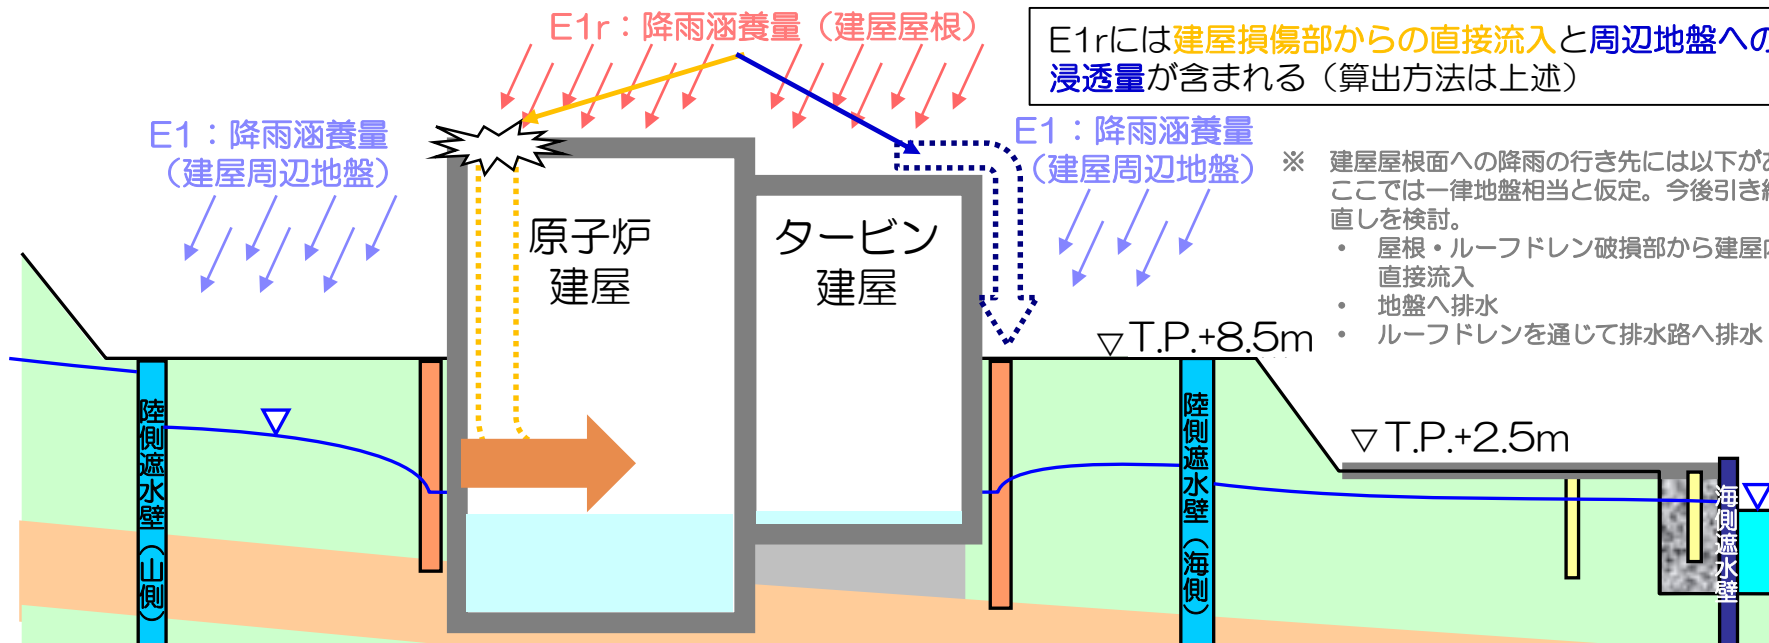 E1r：降雨涵養量（建屋屋根）
E1rには建屋損傷部からの直接流入と周辺地盤への
浸透量が含まれる（算出方法は上述）
E1：降雨涵養量
（建屋周辺地盤）
E1：降雨涵養量
（建屋周辺地盤）
※　建屋屋根面への降雨の行き先には以下があ
ここでは一律地盤相当と仮定。今後引き続
直しを検討。
・　屋根・ルーフドレン破損部から建屋内
直接流入
・　地盤へ排水
・　ルーフドレンを通じて排水路へ排水
原子炉
建屋
タービン
建屋
▽T.P.+8.5m
▽T.P.+2.5m
陸側遮水壁（山側）
陸側遮水壁（海側）
海側遮水壁